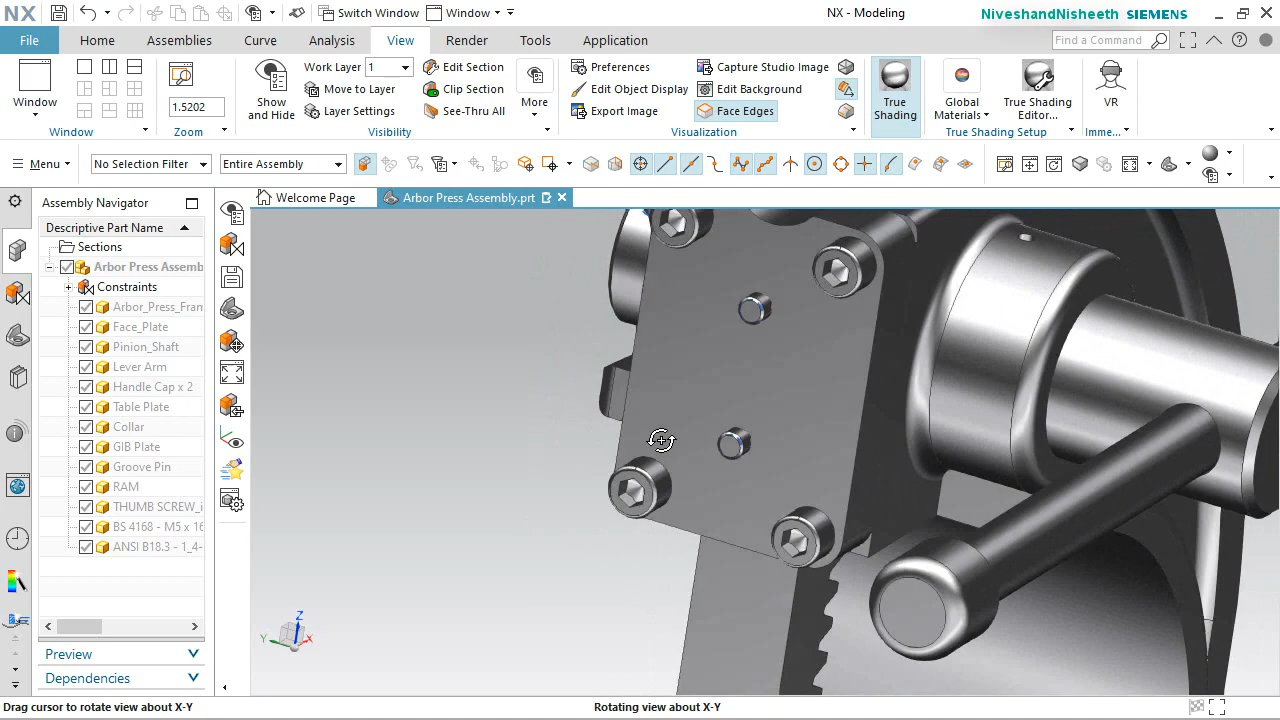 NX
Switch Window
Window
NX - Modeling
NiveshandNisheeth SIEMENS
File
Home
Assemblies
Curve
Analysis
View
Render
Tools
Application
Find a Command
Window
1.5202
Show and Hide
Work Layer 1
Move to Layer
Layer Settings
Edit Section
Clip Section
See-Thru All
More
Preferences
Edit Object Display
Export Image
Capture Studio Image
Edit Background
Face Edges
True Shading
Global Materials
True Shading Editor...
VR
Window
Zoom
Visibility
Visualization
True Shading Setup
Imme...
Menu
No Selection Filter
Entire Assembly
Assembly Navigator
Welcome Page
Arbor Press Assembly.prt
Descriptive Part Name
Sections
Arbor Press Assemb
Constraints
Arbor_Press_Fran
Face_Plate
Pinion_Shaft
Lever Arm
Handle Cap x 2
Table Plate
Collar
GIB Plate
Groove Pin
RAM
THUMB SCREW_i
BS 4168 - M5 x 16
ANSI B18.3 - 1_4-
Preview
Dependencies
Z
Y
X
Drag cursor to rotate view about X-Y
Rotating view about X-Y